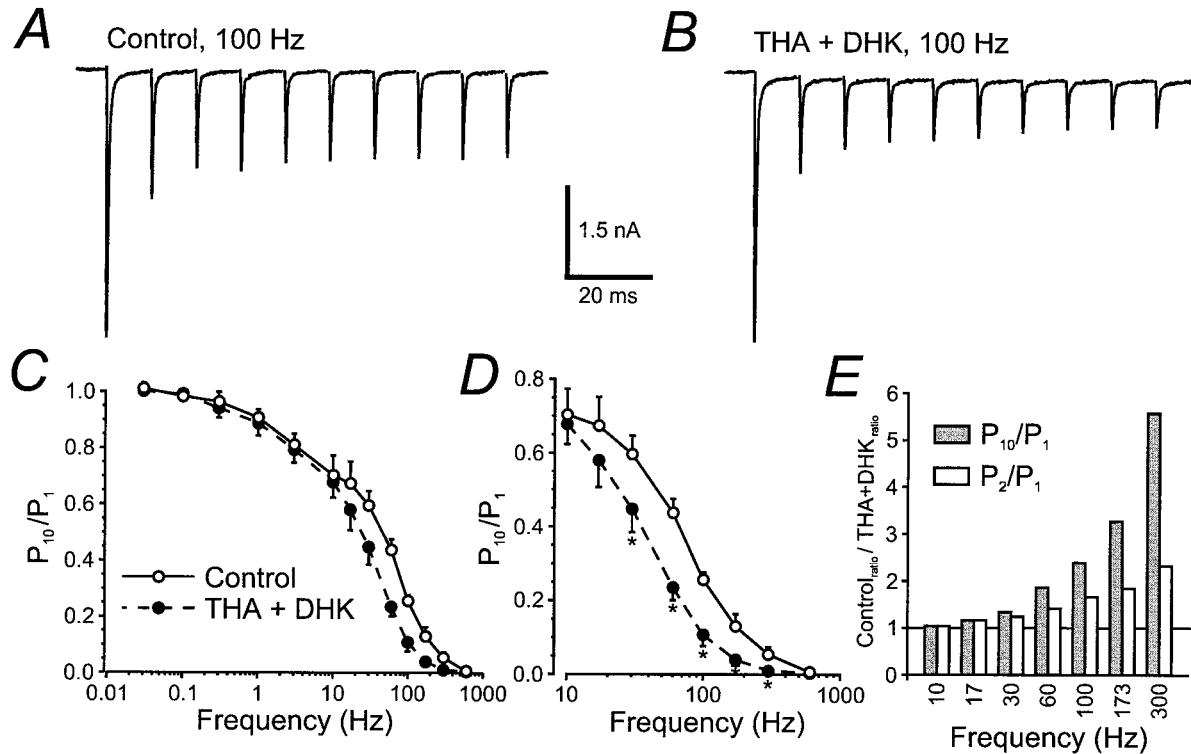 A
Control, 100 Hz
B
THA + DHK, 100 Hz
1.5 nA
20 ms
C
P₁₀/P₁
1.0
0.8
0.6
0.4
0.2
0.0
Control
THA + DHK
0.01
0.1
1
10
100
1000
Frequency (Hz)
D
P₁₀/P₁
0.8
0.6
0.4
0.2
0.0
*
*
*
*
*
10
100
1000
Frequency (Hz)
E
Control ratio / THA+DHK ratio
6
5
4
3
2
1
0
P₁₀/P₁
P₂/P₁
10
17
30
60
100
173
300
Frequency (Hz)